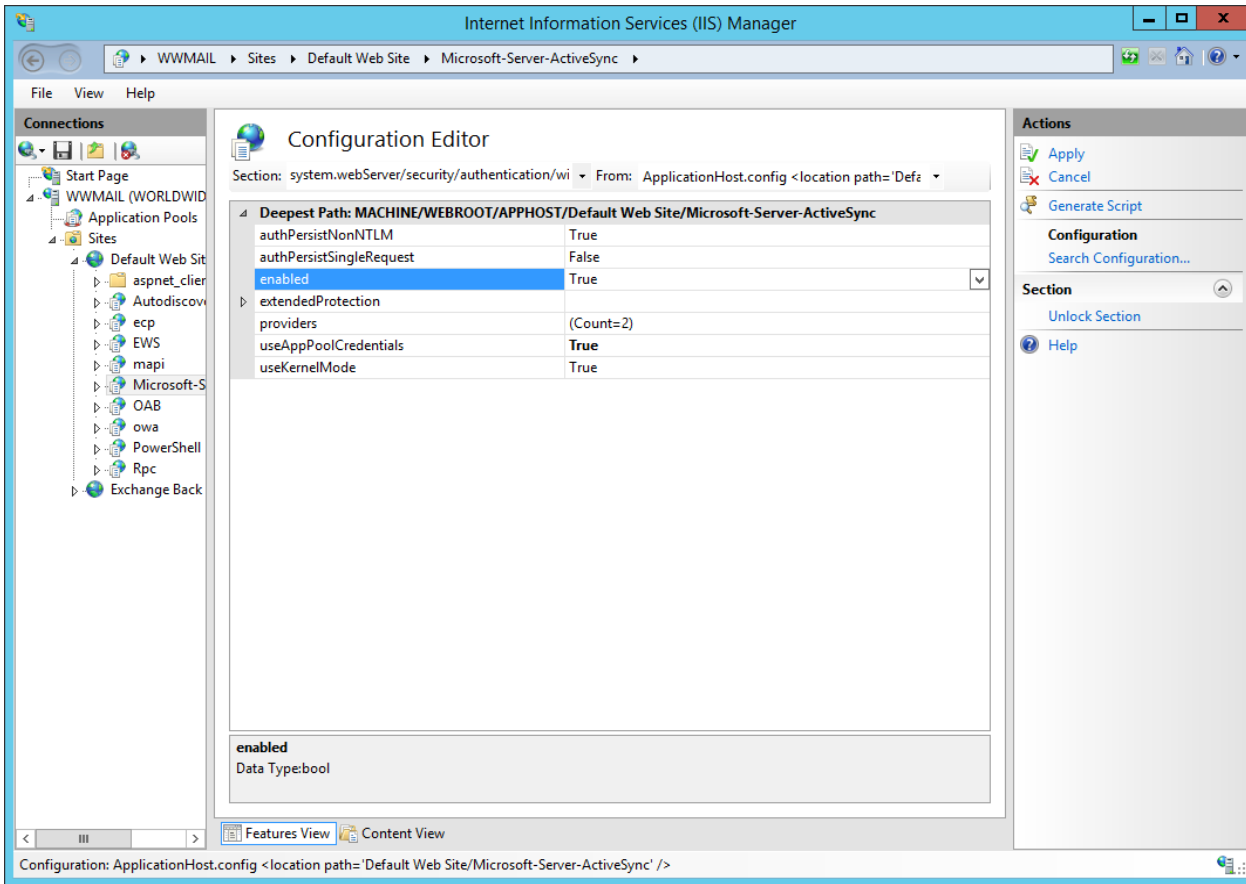 Internet Information Services (IIS) Manager
WWMAIL Sites Default Web Site Microsoft-Server-ActiveSync
File View Help
Connections
Start Page
WWMAIL (WORLDWID
Application Pools
Sites
Default Web Sit
aspnet_clien
Autodiscov
ecp
EWS
mapi
Microsoft-S
OAB
owa
PowerShell
Rpc
Exchange Back
Configuration Editor
Section: system.webServer/security/authentication/wi From: ApplicationHost.config <location path='Defa
Deepest Path: MACHINE/WEBROOT/APPHOST/Default Web Site/Microsoft-Server-ActiveSync
authPersistNonNTLM True
authPersistSingleRequest False
enabled True
extendedProtection
providers (Count=2)
useAppPoolCredentials True
useKernelMode True
enabled
Data Type:bool
Features View Content View
Actions
Apply
Cancel
Generate Script
Configuration
Search Configuration...
Section
Unlock Section
Help
Configuration: ApplicationHost.config <location path='Default Web Site/Microsoft-Server-ActiveSync' />